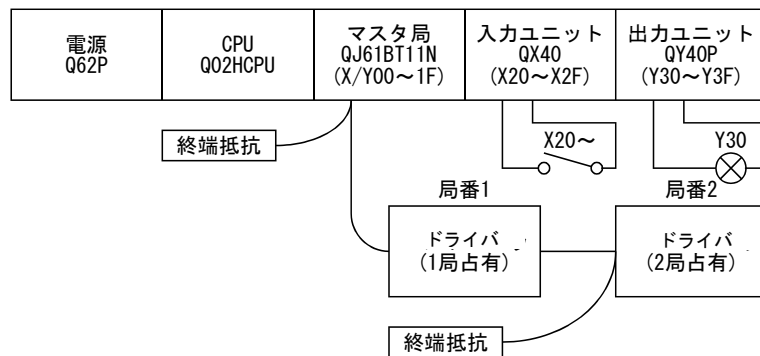 電源
Q62P
CPU
Q02HCPU
マスタ局
QJ61BT11N
(X/Y00～1F)
入力ユニット
QX40
(X20～X2F)
出力ユニット
QY40P
(Y30～Y3F)
終端抵抗
X20～
Y30
局番1
局番2
ドライバ
(1局占有)
ドライバ
(2局占有)
終端抵抗